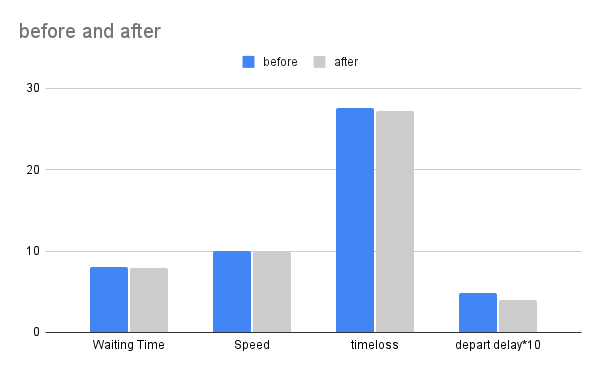 before and after
before after
30
20
10
0
Waiting Time Speed timeloss depart delay*10